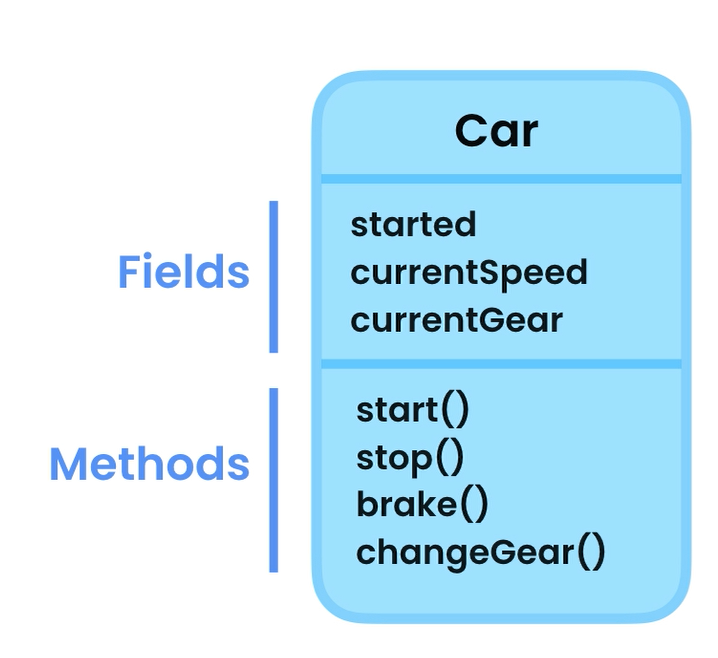 Car
Fields
started
currentSpeed
currentGear
Methods
start()
stop()
brake()
changeGear()